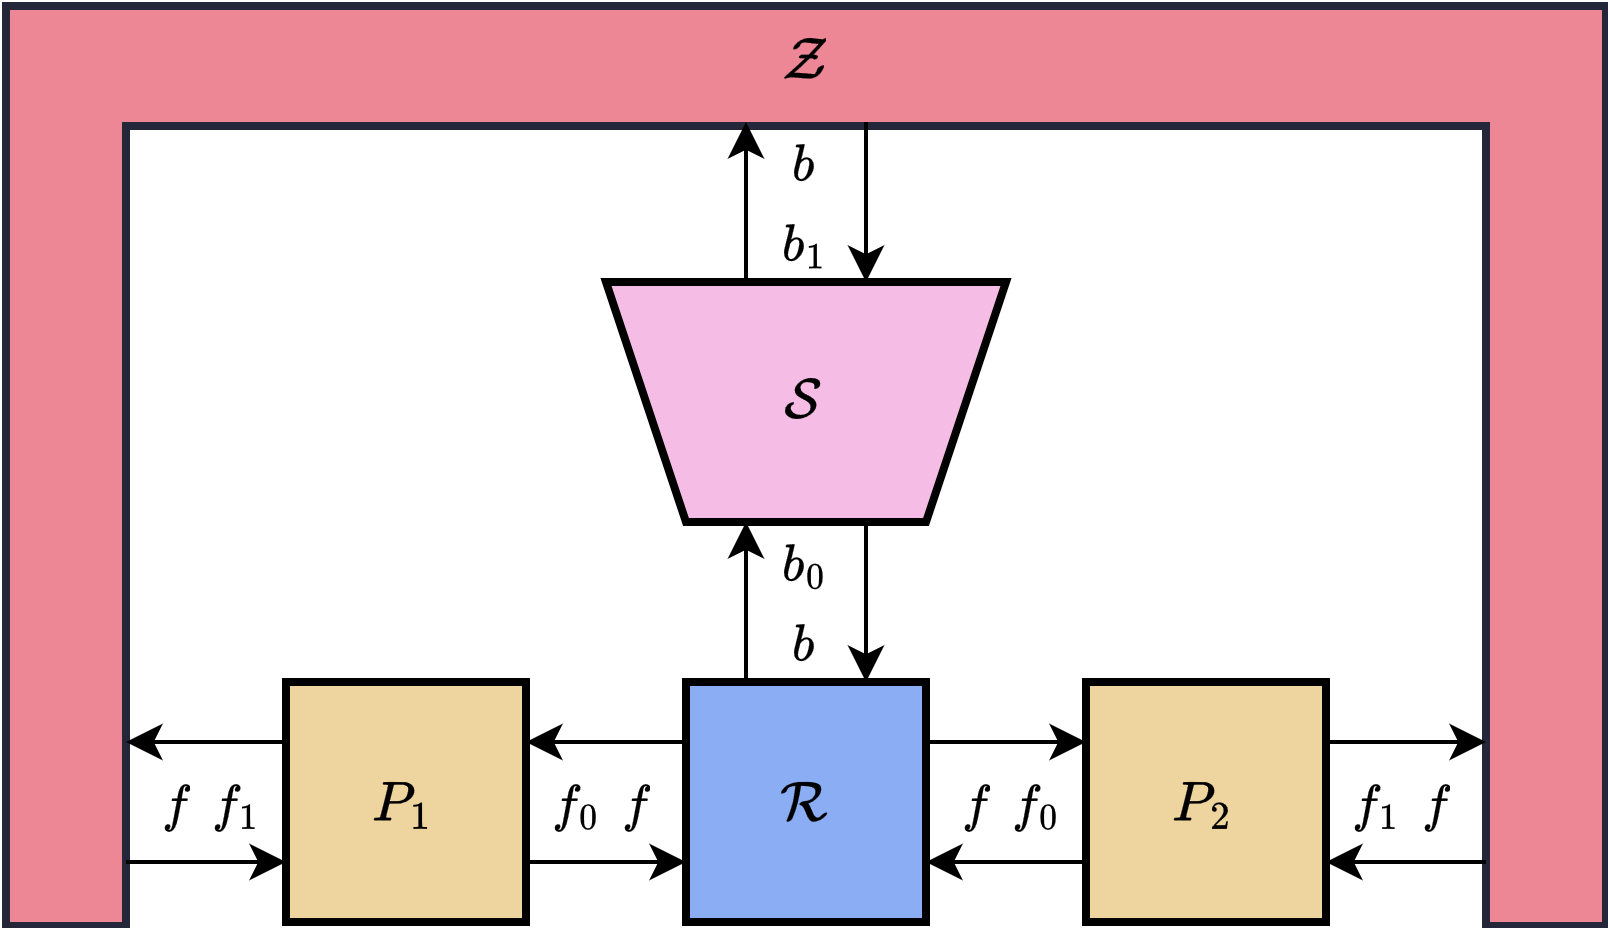 𝒵
b
b₁
𝒮
b₀
b
f f₁ P₁ f₀ f ℛ f f₀ P₂ f₁ f